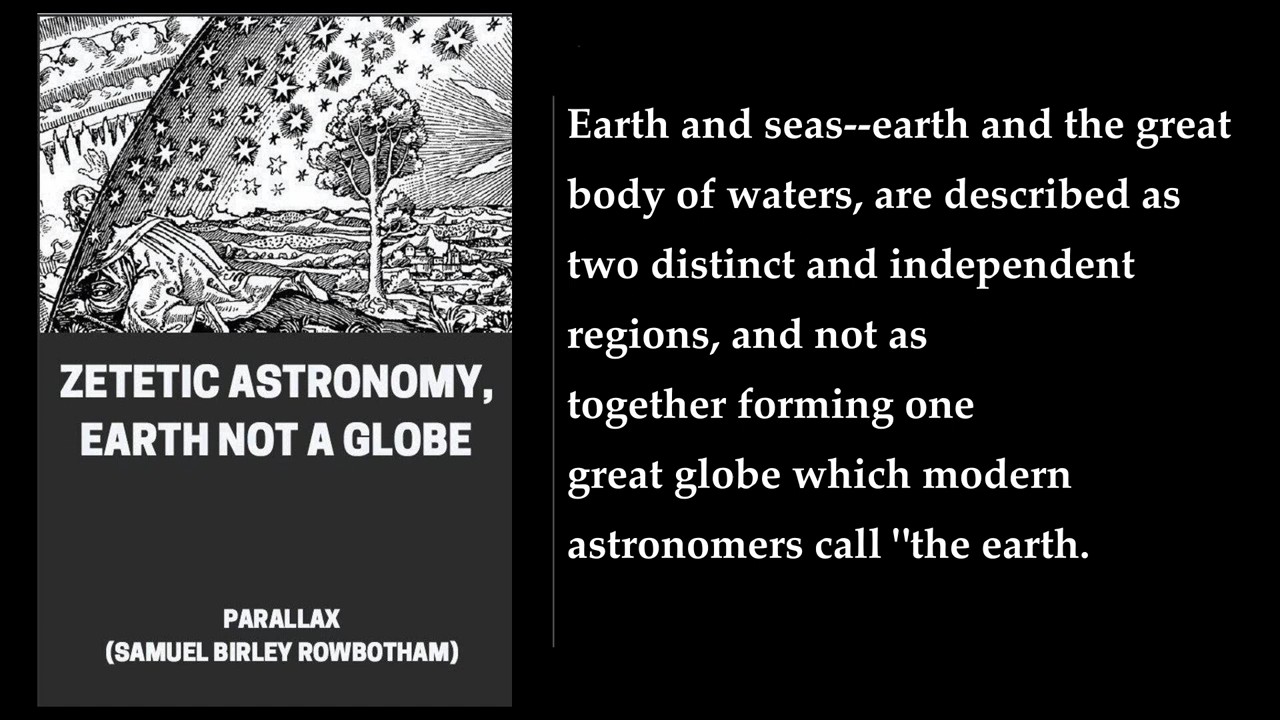 ZETETIC ASTRONOMY,
EARTH NOT A GLOBE
PARALLAX
(SAMUEL BIRLEY ROWBOTHAM)
Earth and seas--earth and the great
body of waters, are described as
two distinct and independent
regions, and not as
together forming one
great globe which modern
astronomers call "the earth.